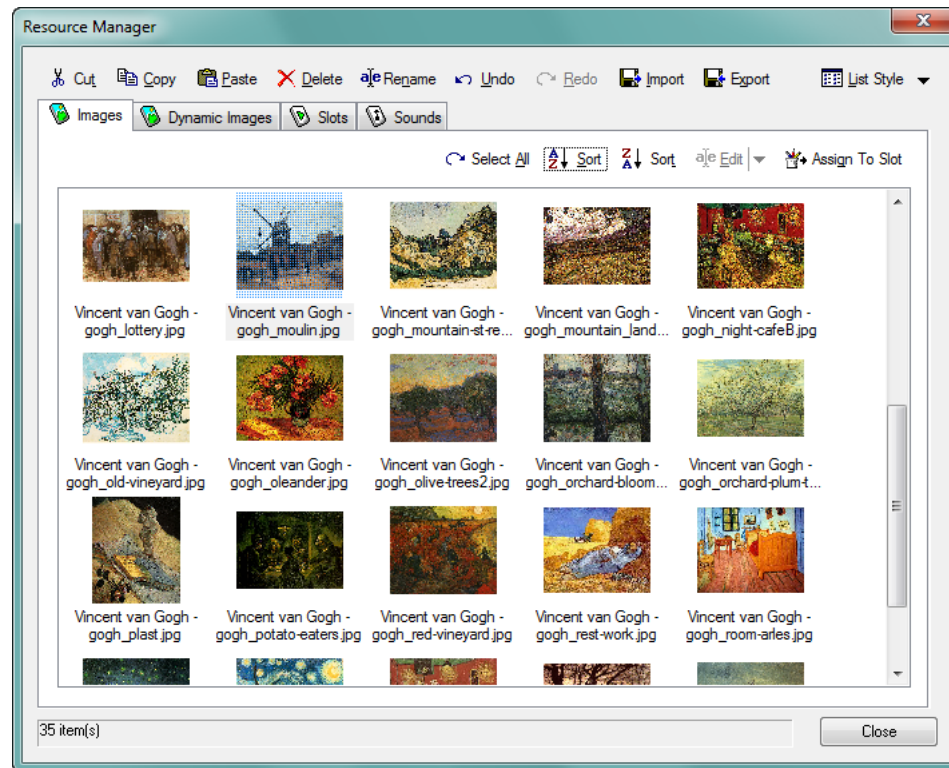 Resource Manager
Cut Copy Paste Delete Rename Undo Redo Import Export List Style
Images Dynamic Images Slots Sounds
Select All Sort Sort Edit Assign To Slot
Vincent van Gogh - Vincent van Gogh - Vincent van Gogh - Vincent van Gogh - Vincent van Gogh -
gogh_lottery.jpg gogh_moulin.jpg gogh_mountain-st-re... gogh_mountain_land... gogh_night-cafeB.jpg
Vincent van Gogh - Vincent van Gogh - Vincent van Gogh - Vincent van Gogh - Vincent van Gogh -
gogh_old-vineyard.jpg gogh_oleander.jpg gogh_olive-trees2.jpg gogh_orchard-bloom... gogh_orchard-plum-t...
Vincent van Gogh - Vincent van Gogh - Vincent van Gogh - Vincent van Gogh - Vincent van Gogh -
gogh_plast.jpg gogh_potato-eaters.jpg gogh_red-vineyard.jpg gogh_rest-work.jpg gogh_room-arles.jpg
35 item(s) Close